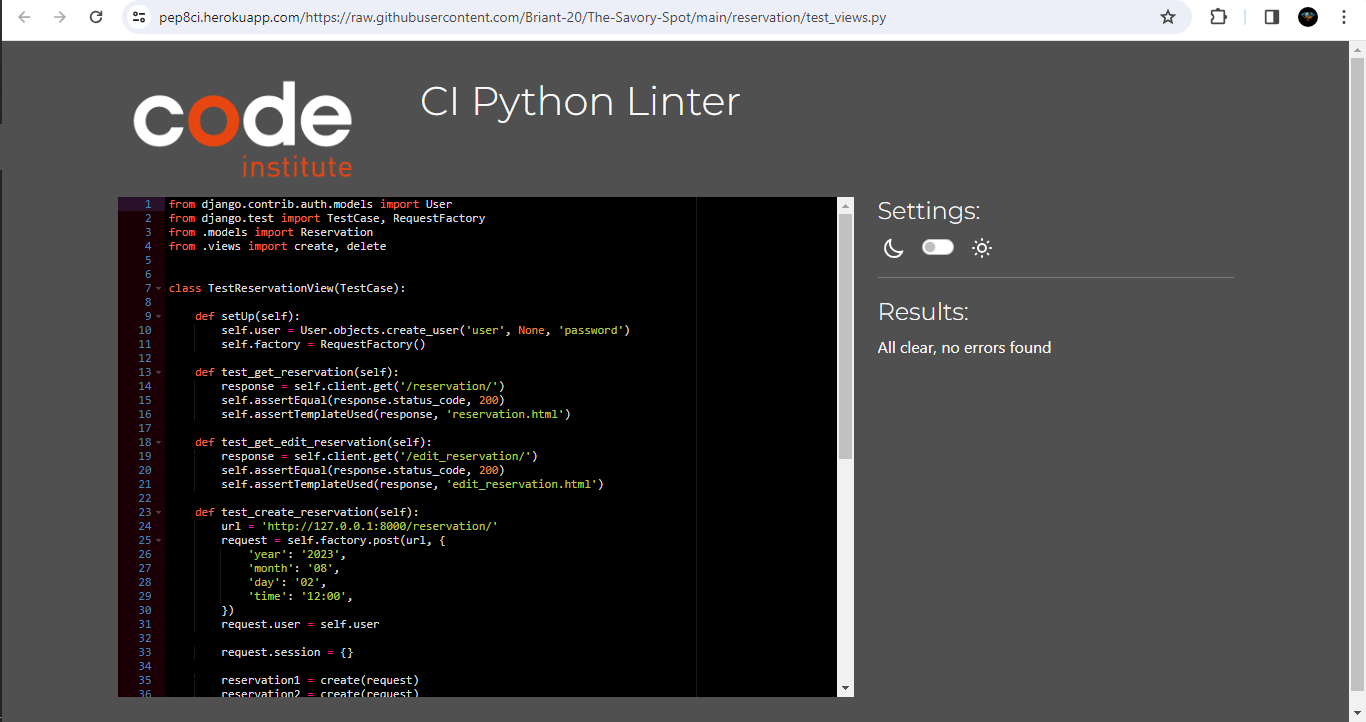 pep8ci.herokuapp.com/https://raw.githubusercontent.com/Briant-20/The-Savory-Spot/main/reservation/test_views.py
code
institute
CI Python Linter
1 from django.contrib.auth.models import User
2 from django.test import TestCase, RequestFactory
3 from .models import Reservation
4 from .views import create, delete
5
6
7 class TestReservationView(TestCase):
8
9     def setUp(self):
10         self.user = User.objects.create_user('user', None, 'password')
11         self.factory = RequestFactory()
12
13     def test_get_reservation(self):
14         response = self.client.get('/reservation/')
15         self.assertEqual(response.status_code, 200)
16         self.assertTemplateUsed(response, 'reservation.html')
17
18     def test_get_edit_reservation(self):
19         response = self.client.get('/edit_reservation/')
20         self.assertEqual(response.status_code, 200)
21         self.assertTemplateUsed(response, 'edit_reservation.html')
22
23     def test_create_reservation(self):
24         url = 'http://127.0.0.1:8000/reservation/'
25         request = self.factory.post(url, {
26             'year': '2023',
27             'month': '08',
28             'day': '02',
29             'time': '12:00',
30         })
31         request.user = self.user
32
33         request.session = {}
34
35         reservation1 = create(request)
36         reservation2 = create(request)
Settings:
Results:
All clear, no errors found